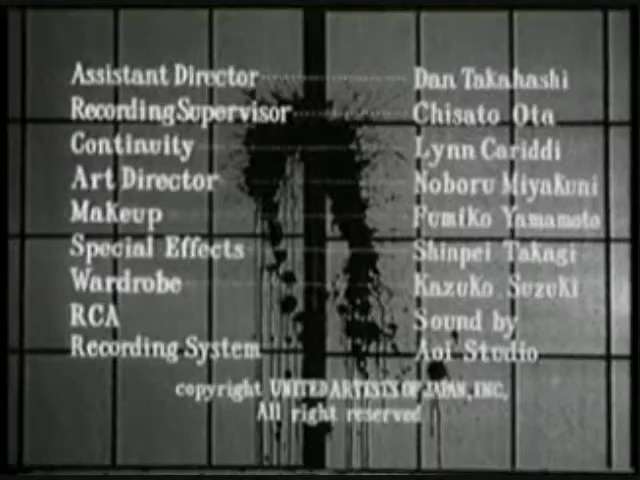 Assistant Director Dan Takahashi
Recording Supervisor Chisato Ota
Continuity Lynn Cariddi
Art Director Noboru Miyakuni
Makeup Fumiko Yamamoto
Special Effects Shinpei Takagi
Wardrobe Kazuko Suzuki
RCA Sound by
Recording System Aoi Studio
copyright UNITED ARTISTS OF JAPAN, INC.
All right reserved